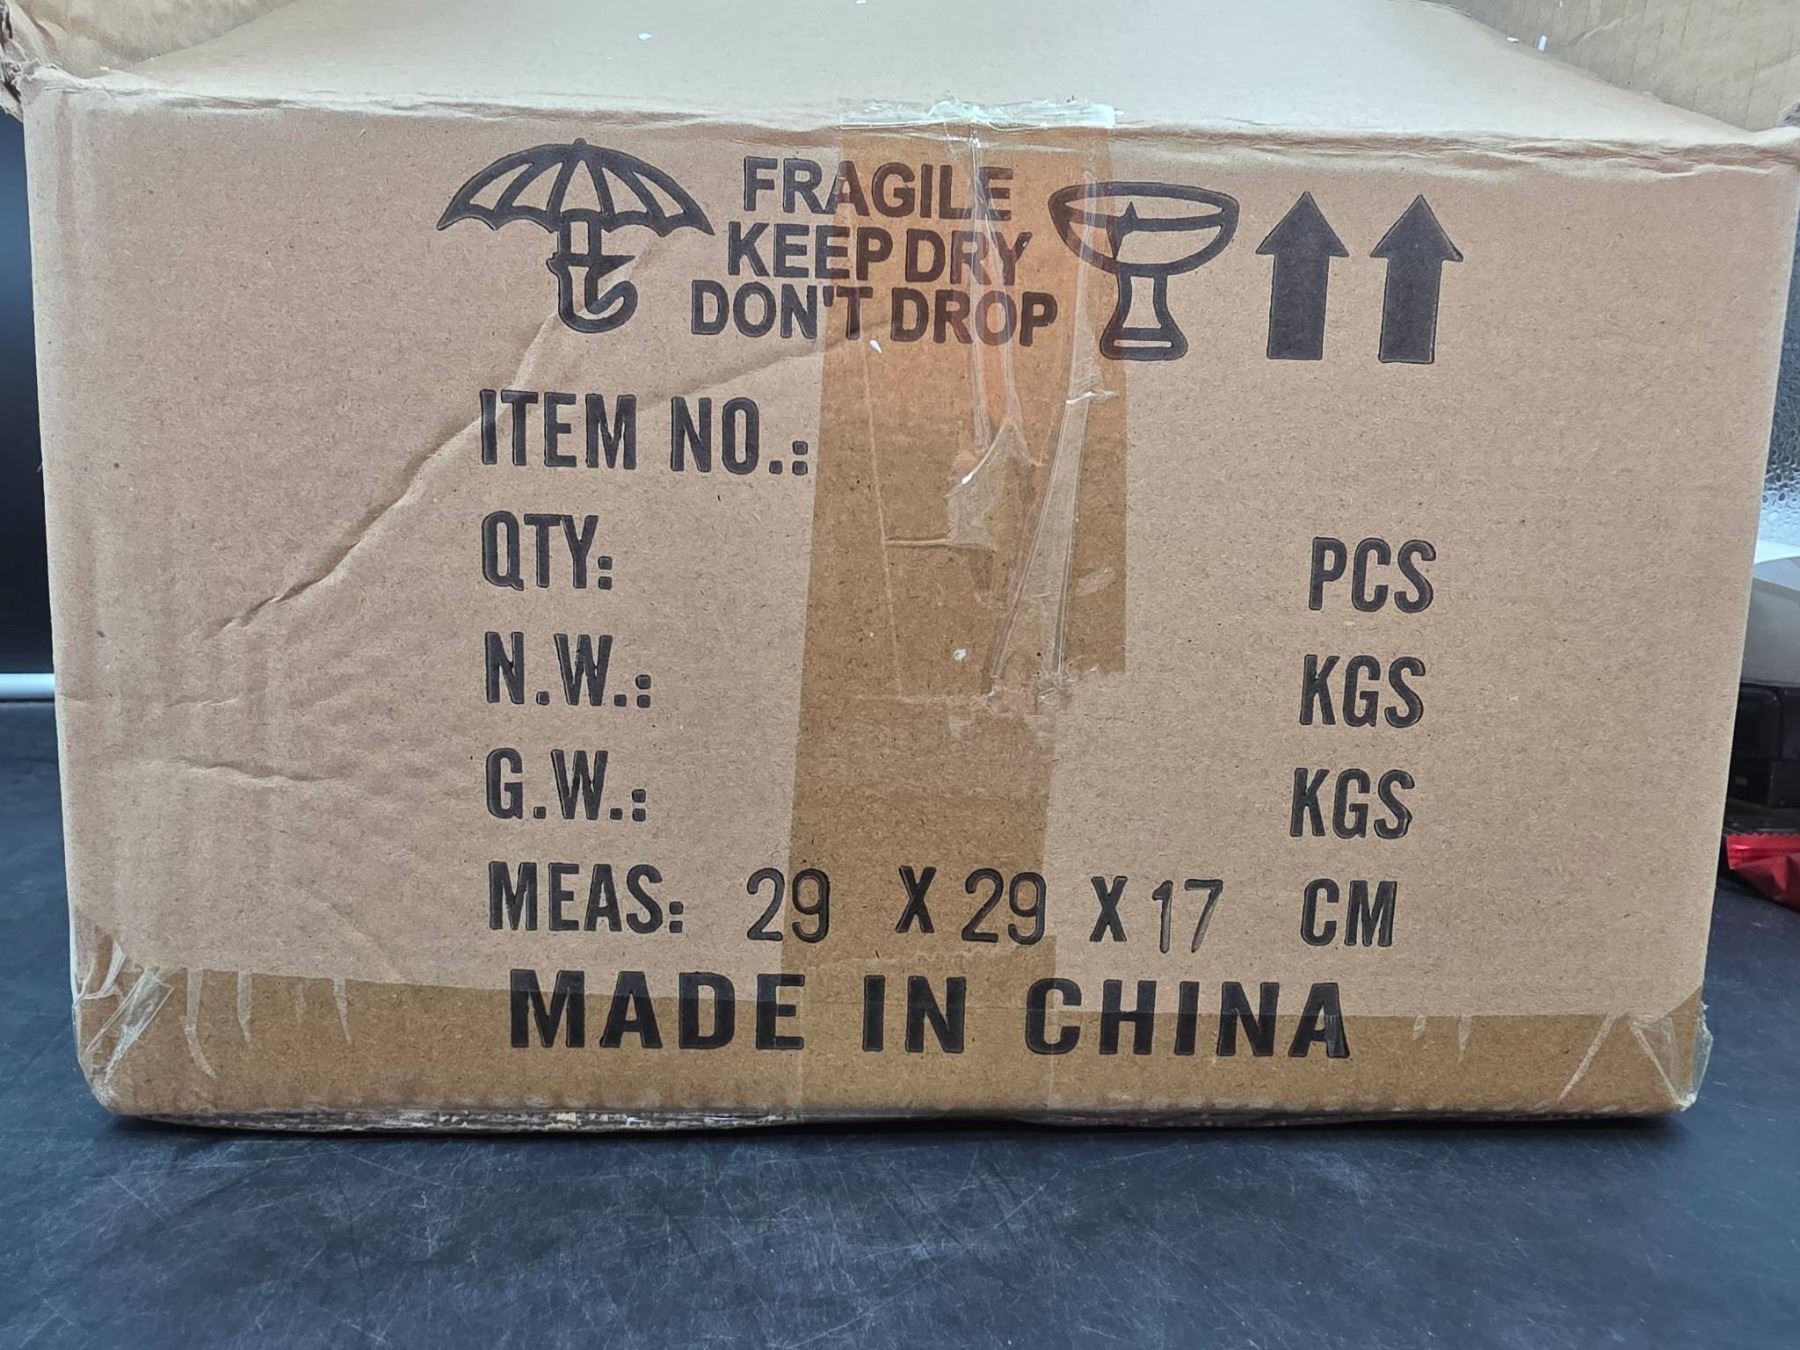 FRAGILE
KEEP DRY
DON'T DROP
ITEM NO.:
QTY: PCS
N.W.: KGS
G.W.: KGS
MEAS: 29 X 29 X 17 CM
MADE IN CHINA